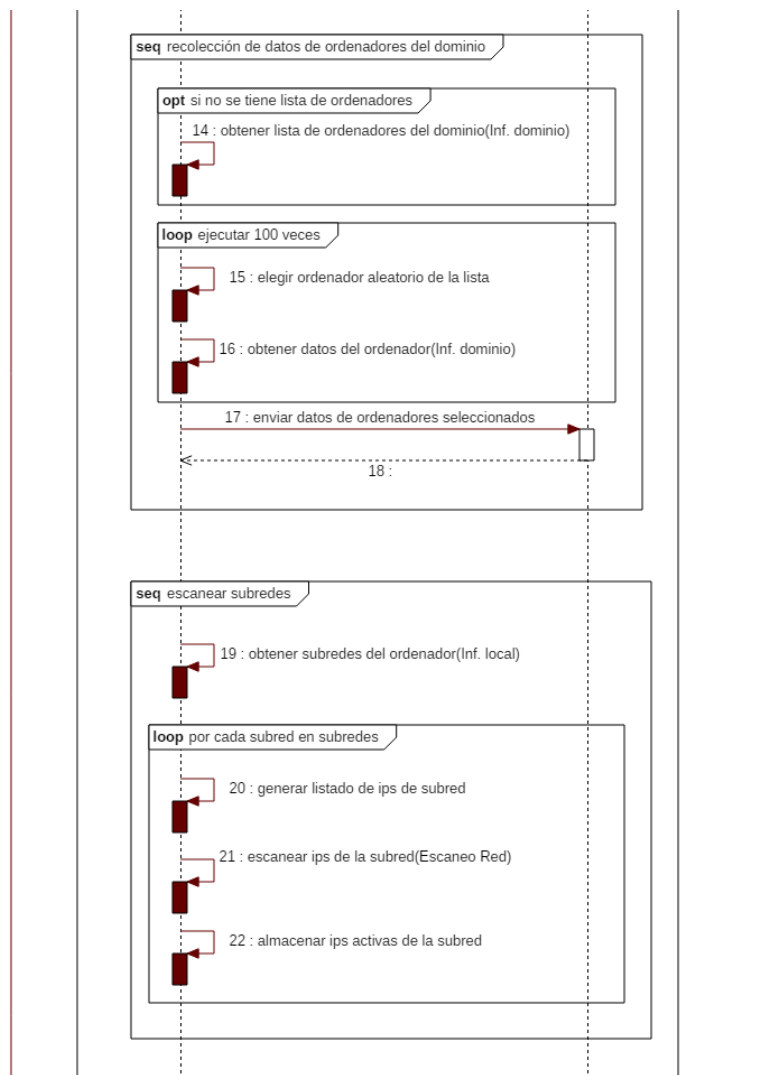 seq recolección de datos de ordenadores del dominio
opt si no se tiene lista de ordenadores
14 : obtener lista de ordenadores del dominio(Inf. dominio)
loop ejecutar 100 veces
15 : elegir ordenador aleatorio de la lista
16 : obtener datos del ordenador(Inf. dominio)
17 : enviar datos de ordenadores seleccionados
18 :
seq escanear subredes
19 : obtener subredes del ordenador(Inf. local)
loop por cada subred en subredes
20 : generar listado de ips de subred
21 : escanear ips de la subred(Escaneo Red)
22 : almacenar ips activas de la subred